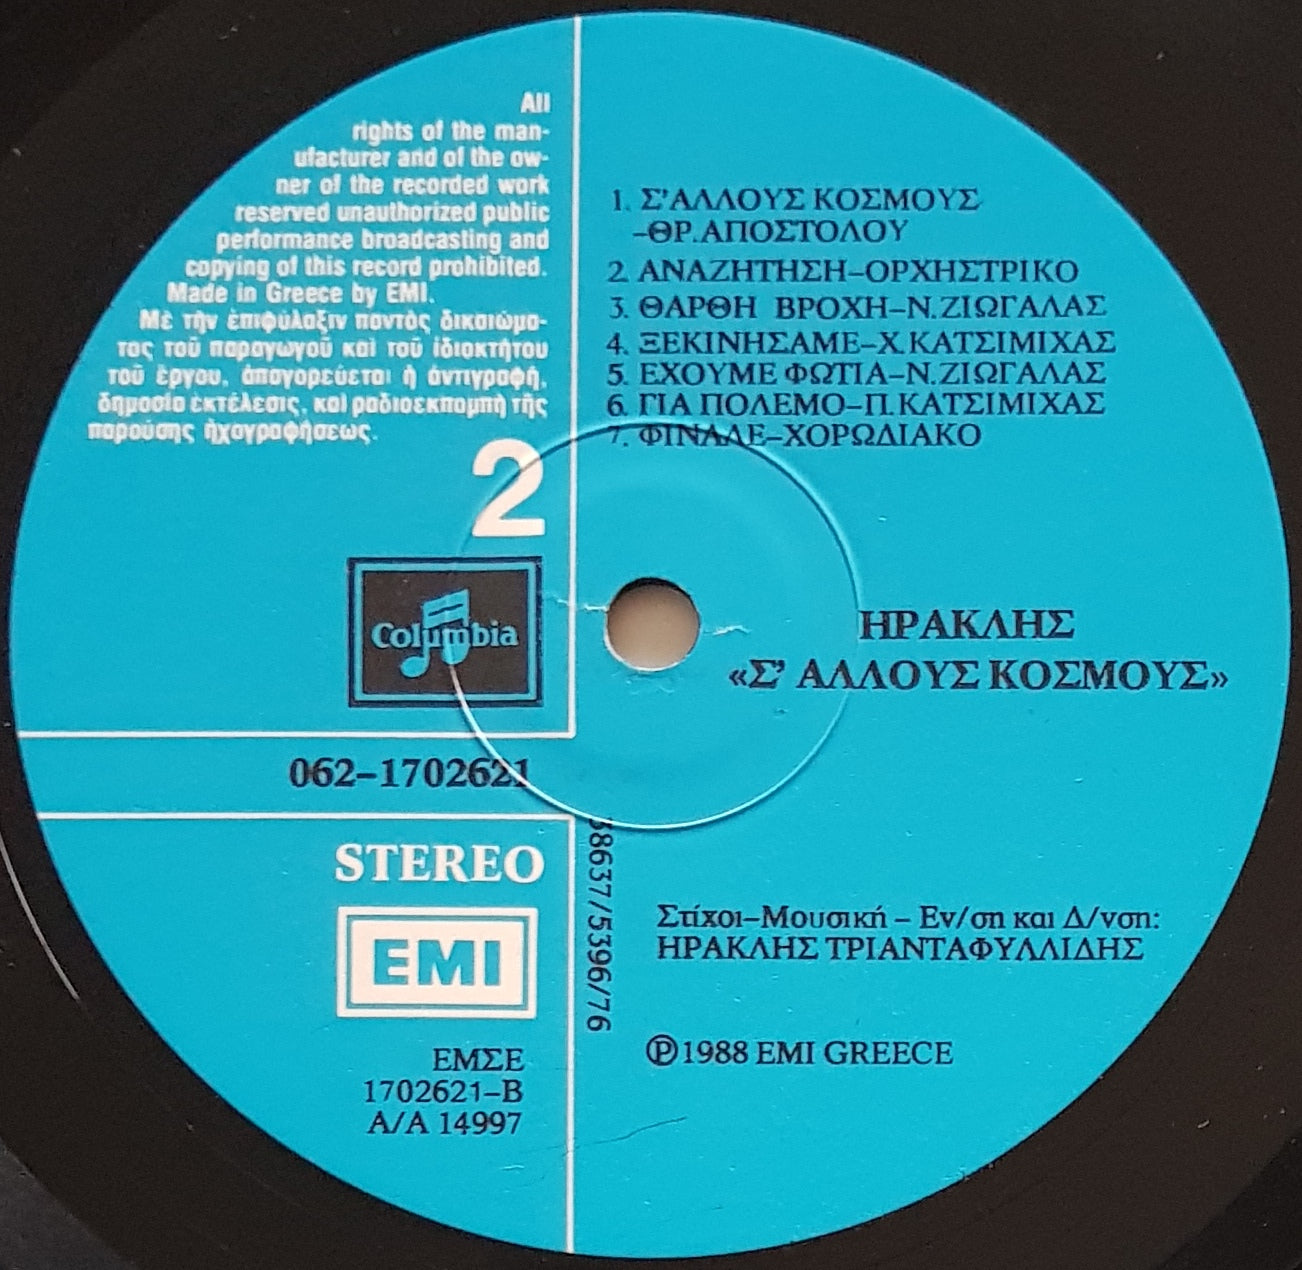 All
rights of the man-
ufacturer and of the ow-
ner of the recorded work
reserved unauthorized public
performance broadcasting and
copying of this record prohibited.
Made in Greece by EMI.
Μὲ τὴν ἐπιφύλαξιν παντὸς δικαιώμα-
τος τοῦ παραγωγοῦ καὶ τοῦ ἰδιοκτήτου
τοῦ ἔργου, ἀπαγορεύεται ἡ ἀντιγραφή,
δημοσία ἐκτέλεσις, καὶ ραδιοεκπομπὴ τῆς
παρούσης ἠχογραφήσεως.
2
Columbia
062-1702621
STEREO
EMI
ΕΜΣΕ
1702621-B
A/A 14997
1. Σ'ΑΛΛΟΥΣ ΚΟΣΜΟΥΣ
-ΘΡ.ΑΠΟΣΤΟΛΟΥ
2. ΑΝΑΖΗΤΗΣΗ-ΟΡΧΗΣΤΡΙΚΟ
3. ΘΑΡΘΗ ΒΡΟΧΗ-Ν.ΖΙΩΓΑΛΑΣ
4. ΞΕΚΙΝΗΣΑΜΕ-Χ.ΚΑΤΣΙΜΙΧΑΣ
5. ΕΧΟΥΜΕ ΦΩΤΙΑ-Ν.ΖΙΩΓΑΛΑΣ
6. ΓΙΑ ΠΟΛΕΜΟ-Π.ΚΑΤΣΙΜΙΧΑΣ
7. ΦΙΝΑΛΕ-ΧΟΡΩΔΙΑΚΟ
ΗΡΑΚΛΗΣ
«Σ' ΑΛΛΟΥΣ ΚΟΣΜΟΥΣ»
38637/5396/76
Στίχοι-Μουσική - Εν/ση και Δ/νση:
ΗΡΑΚΛΗΣ ΤΡΙΑΝΤΑΦΥΛΛΙΔΗΣ
Ⓟ1988 EMI GREECE